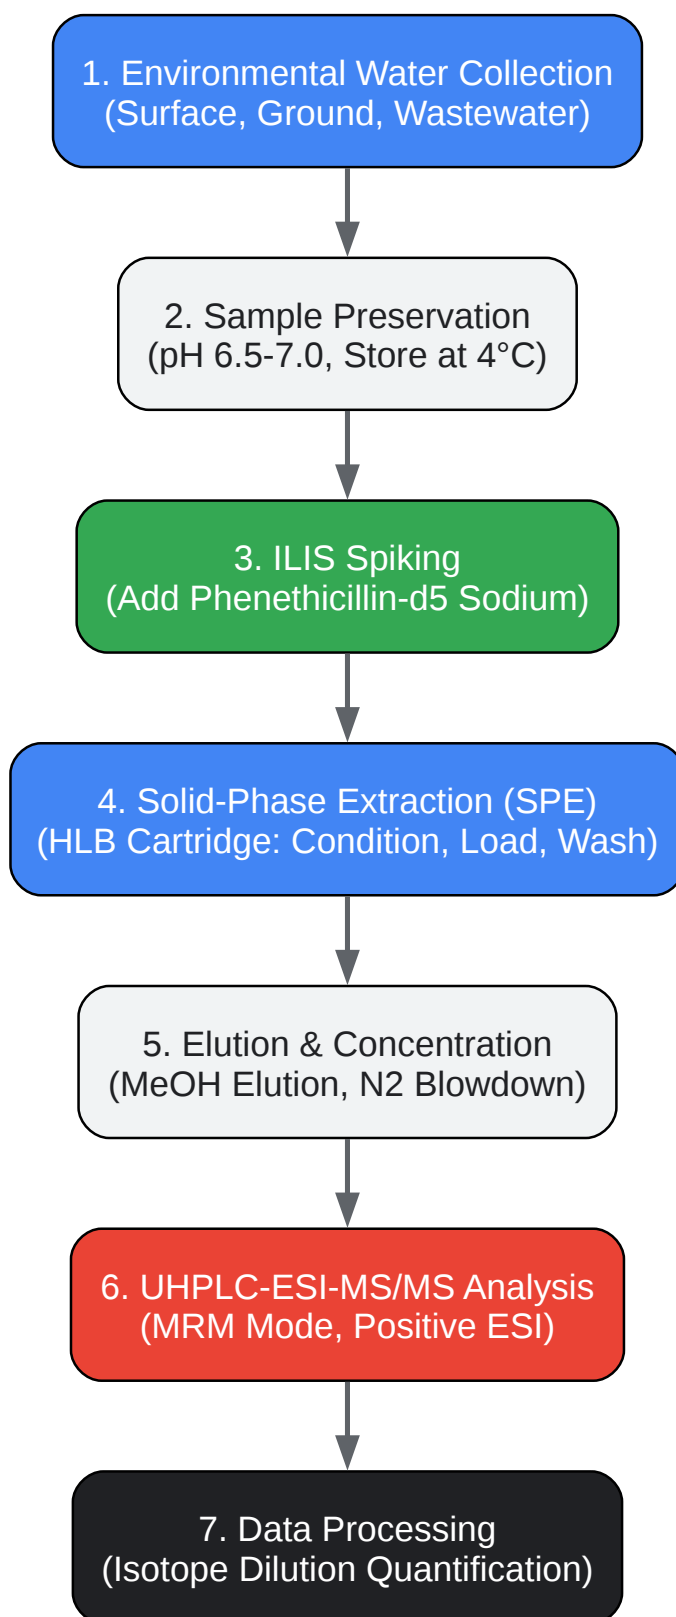 1. Environmental Water Collection
(Surface, Ground, Wastewater)
2. Sample Preservation
(pH 6.5-7.0, Store at 4°C)
3. ILIS Spiking
(Add Phenethicillin-d5 Sodium)
4. Solid-Phase Extraction (SPE)
(HLB Cartridge: Condition, Load, Wash)
5. Elution & Concentration
(MeOH Elution, N2 Blowdown)
6. UHPLC-ESI-MS/MS Analysis
(MRM Mode, Positive ESI)
7. Data Processing
(Isotope Dilution Quantification)